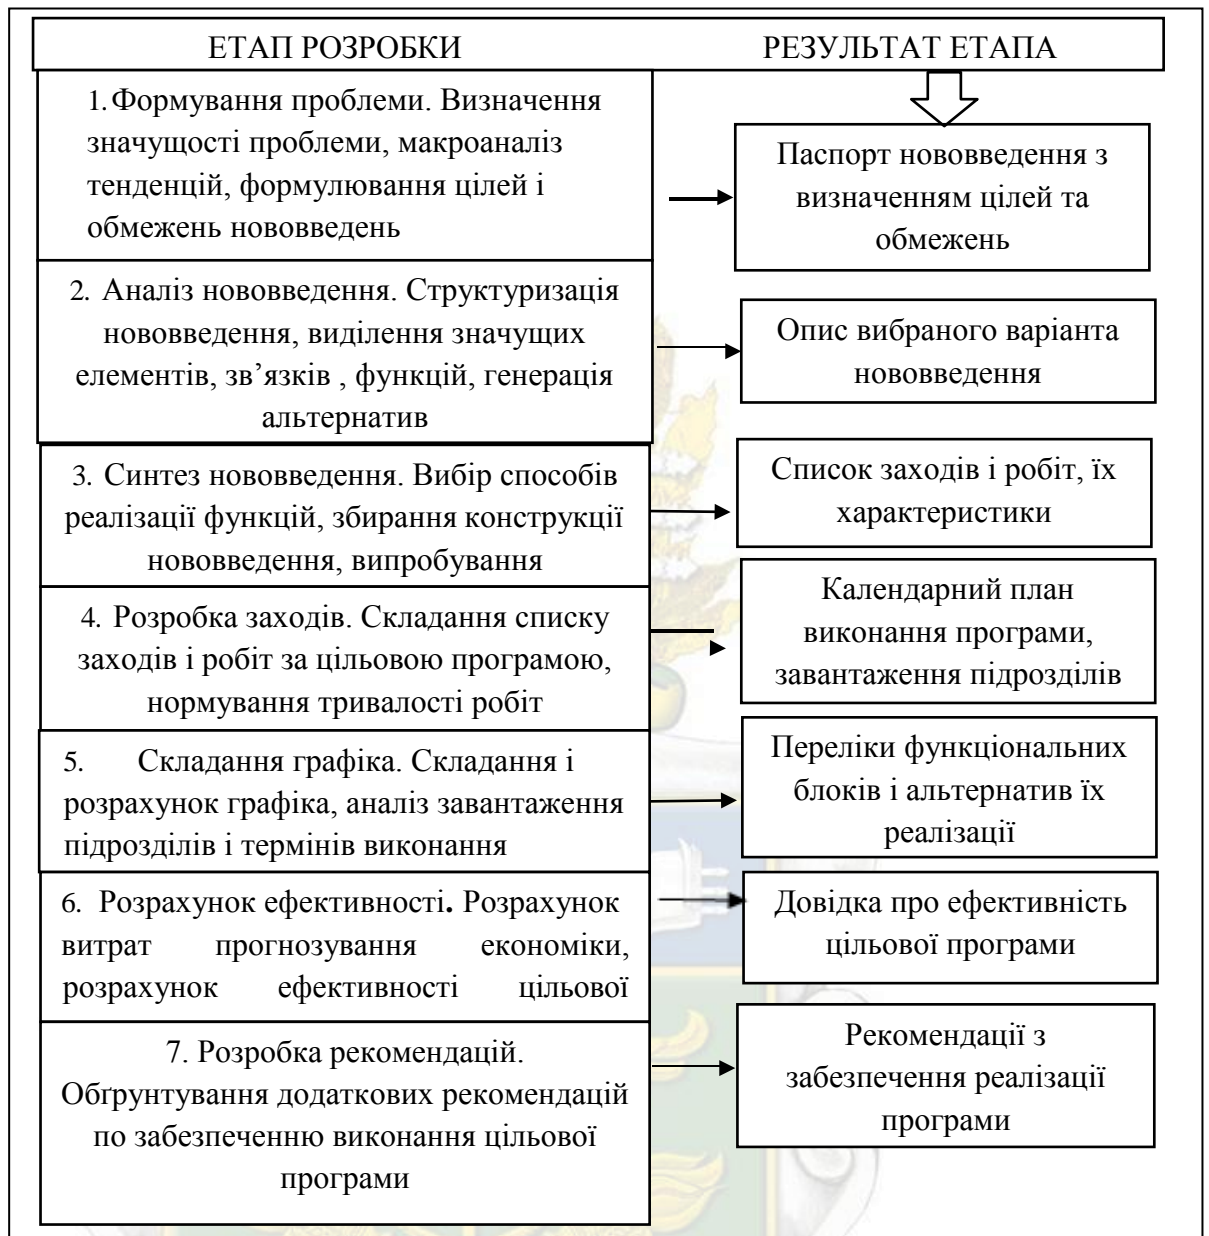 ЕТАП РОЗРОБКИ
РЕЗУЛЬТАТ ЕТАПА
1. Формування проблеми. Визначення
значущості проблеми, макроаналіз
тенденцій, формулювання цілей і
обмежень нововведень
Паспорт нововведення з
визначенням цілей та
обмежень
2. Аналіз нововведення. Структуризація
нововведення, виділення значущих
елементів, зв’язків , функцій, генерація
альтернатив
Опис вибраного варіанта
нововведення
3. Синтез нововведення. Вибір способів
реалізації функцій, збирання конструкції
нововведення, випробування
Список заходів і робіт, їх
характеристики
4. Розробка заходів. Складання списку
заходів і робіт за цільовою програмою,
нормування тривалості робіт
Календарний план
виконання програми,
завантаження підрозділів
5. Складання графіка. Складання і
розрахунок графіка, аналіз завантаження
підрозділів і термінів виконання
Переліки функціональних
блоків і альтернатив їх
реалізації
6. Розрахунок ефективності. Розрахунок
витрат прогнозування економіки,
розрахунок ефективності цільової
Довідка про ефективність
цільової програми
7. Розробка рекомендацій.
Обґрунтування додаткових рекомендацій
по забезпеченню виконання цільової
програми
Рекомендації з
забезпечення реалізації
програми